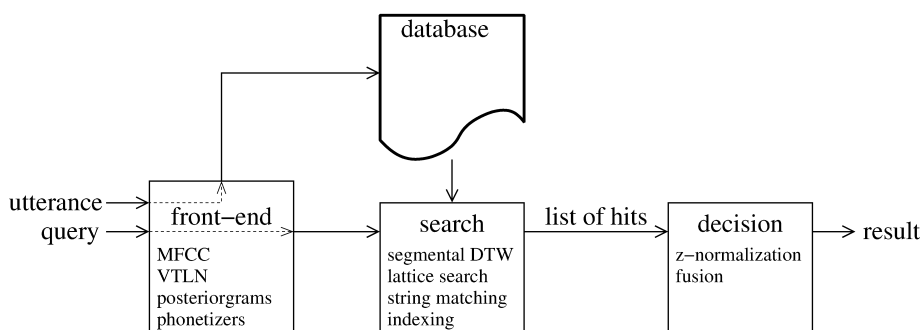 database
utterance
query
front-end
MFCC
VTLN
posteriorgrams
phonetizers
search
segmental DTW
lattice search
string matching
indexing
list of hits
decision
z-normalization
fusion
result